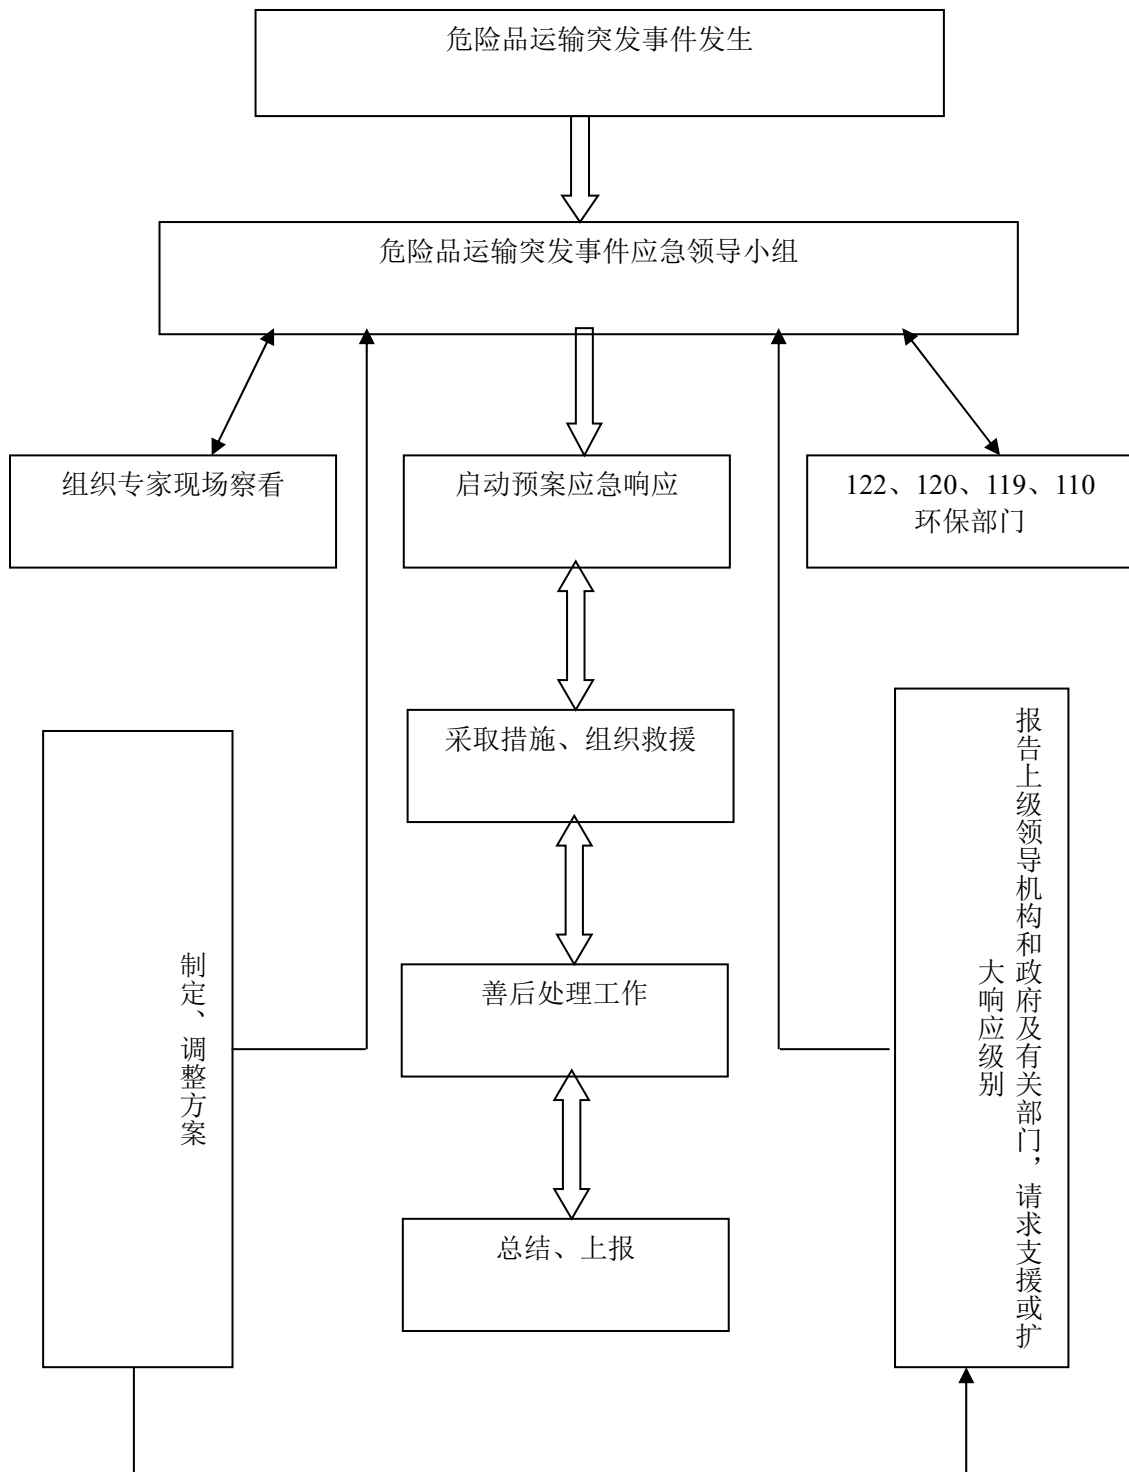 危险品运输突发事件发生
危险品运输突发事件应急领导小组
组织专家现场察看
启动预案应急响应
122、120、119、110
环保部门
采取措施、组织救援
报告上级领导机构和政府及有关部门，请求支援或扩
大响应级别
制定、调整方案
善后处理工作
总结、上报